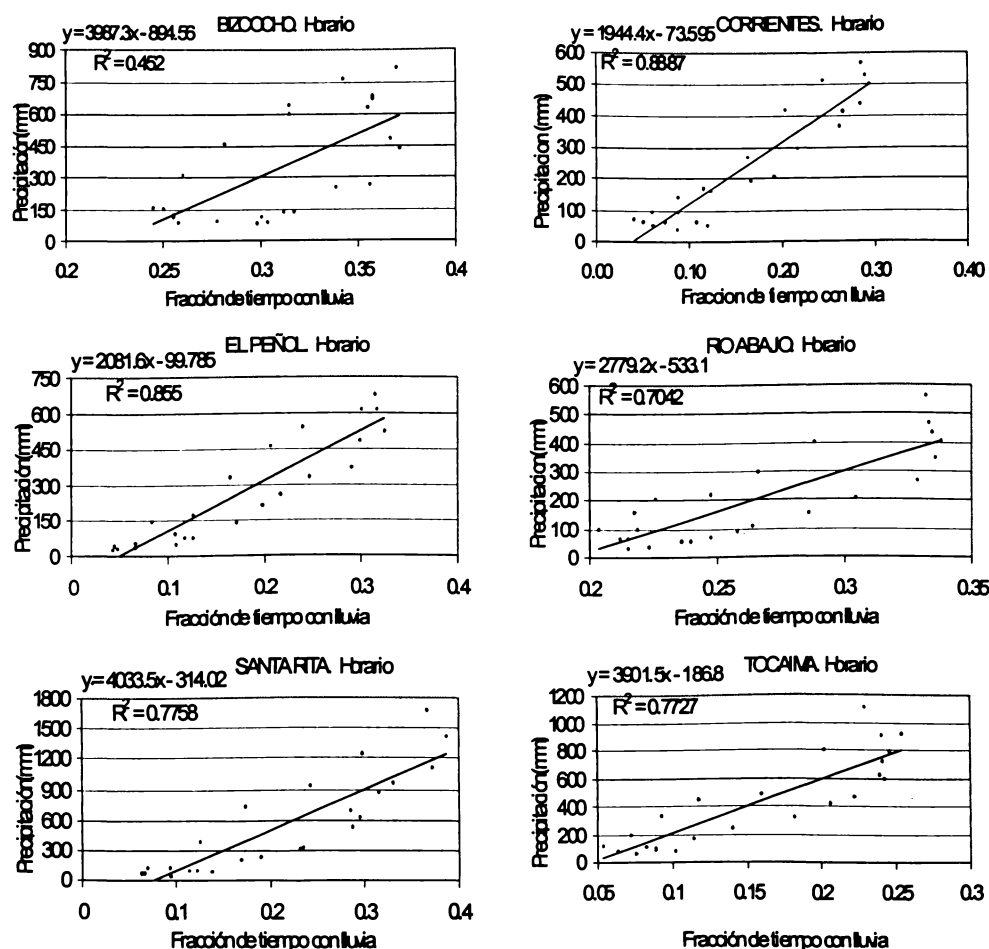 BIZCOCHO. Horario
y=3987.3x-894.56
R²=0.452
900
750
600
450
300
150
0
Precipitación(mm)
0.2 0.25 0.3 0.35 0.4
Fracción de tiempo con lluvia
CORRIENTES. Horario
y=1944.4x-73.595
R²=0.8887
600
500
400
300
200
100
0
Precipitacion(mm)
0.00 0.10 0.20 0.30 0.40
Fraccion de tiempo con lluvia
EL PEÑOL. Horario
y=2081.6x-99.785
R²=0.855
750
600
450
300
150
0
Precipitación(mm)
0 0.1 0.2 0.3 0.4
Fracción de tiempo con lluvia
RIOABAJO. Horario
y=2779.2x-533.1
R²=0.7042
600
500
400
300
200
100
0
Precipitación(mm)
0.2 0.25 0.3 0.35
Fracción de tiempo con lluvia
SANTA RITA. Horario
y=4033.5x-314.02
R²=0.7758
1800
1500
1200
900
600
300
0
Precipitación(mm)
0 0.1 0.2 0.3 0.4
Fracción de tiempo con lluvia
TOCAIMA. Horario
y=3901.5x-186.8
R²=0.7727
1200
1000
800
600
400
200
0
Precipitación(mm)
0.05 0.1 0.15 0.2 0.25 0.3
Fracción de tiempo con lluvia